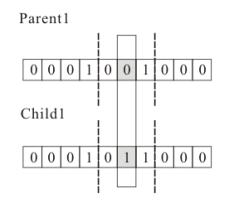 Parent1
0 0 0 1 0 0 1 0 0 0
Child1
0 0 0 1 0 1 1 0 0 0